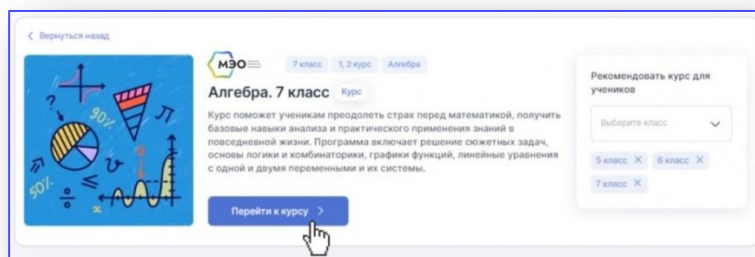 Вернуться назад
МЭО
7 класс 1, 2 курс Алгебра
Алгебра. 7 класс Курс
Курс поможет ученикам преодолеть страх перед математикой, получить
базовые навыки анализа и практического применения знаний в
повседневной жизни. Программа включает решение сюжетных задач,
основы логики и комбинаторики, графики функций, линейные уравнения
с одной и двумя переменными и их системы.
Перейти к курсу
Рекомендовать курс для
учеников
Выберите класс
5 класс X 6 класс X
7 класс X
?
90%
π
50%
x